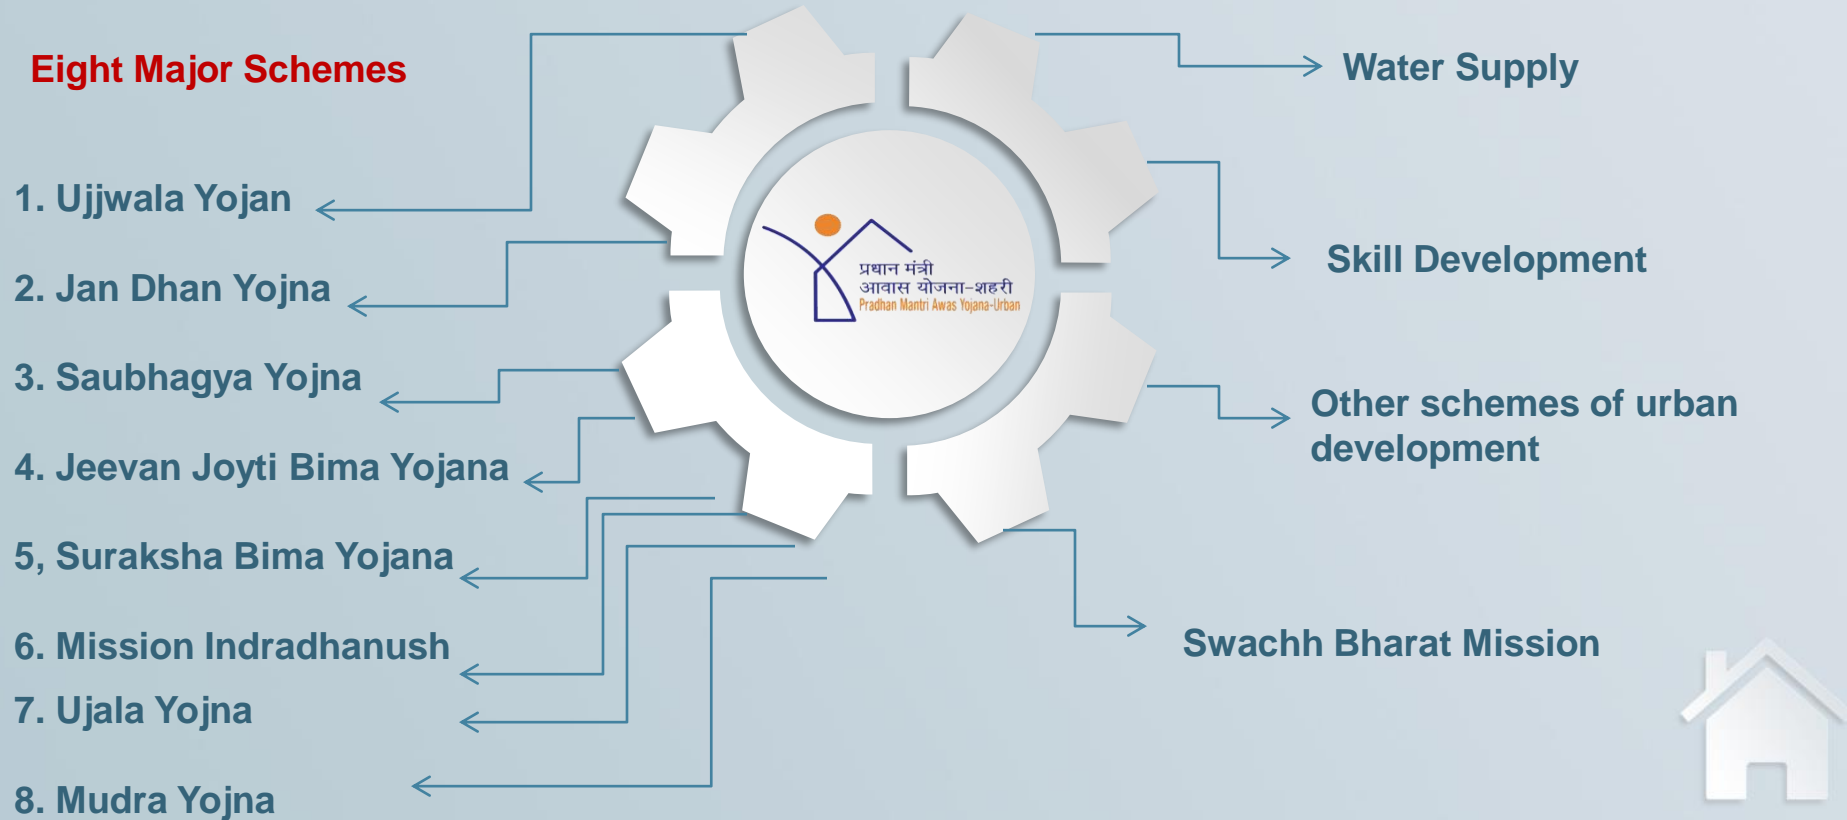 Eight Major Schemes
1. Ujjwala Yojan
2. Jan Dhan Yojna
3. Saubhagya Yojna
4. Jeevan Joyti Bima Yojana
5, Suraksha Bima Yojana
6. Mission Indradhanush
7. Ujala Yojna
8. Mudra Yojna
प्रधान मंत्री
आवास योजना-शहरी
Pradhan Mantri Awas Yojana-Urban
Water Supply
Skill Development
Other schemes of urban
development
Swachh Bharat Mission